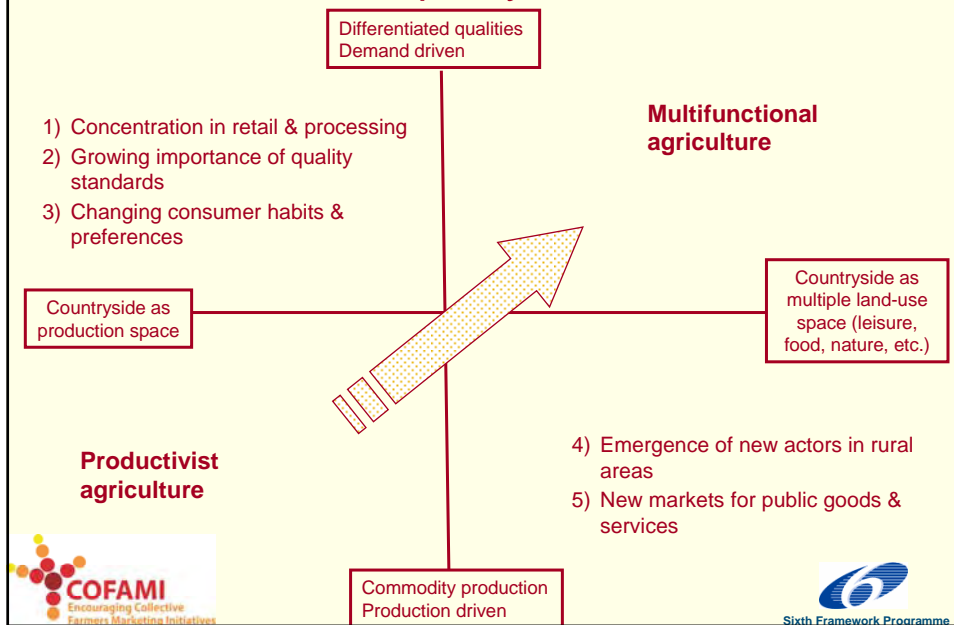 Differentiated qualities
Demand driven
1) Concentration in retail & processing
2) Growing importance of quality
standards
3) Changing consumer habits &
preferences
Multifunctional
agriculture
Countryside as
production space
Countryside as
multiple land-use
space (leisure,
food, nature, etc.)
Productivist
agriculture
4) Emergence of new actors in rural
areas
5) New markets for public goods &
services
Commodity production
Production driven
COFAMI
Encouraging Collective
Farmers Marketing Initiatives
6
Sixth Framework Programme